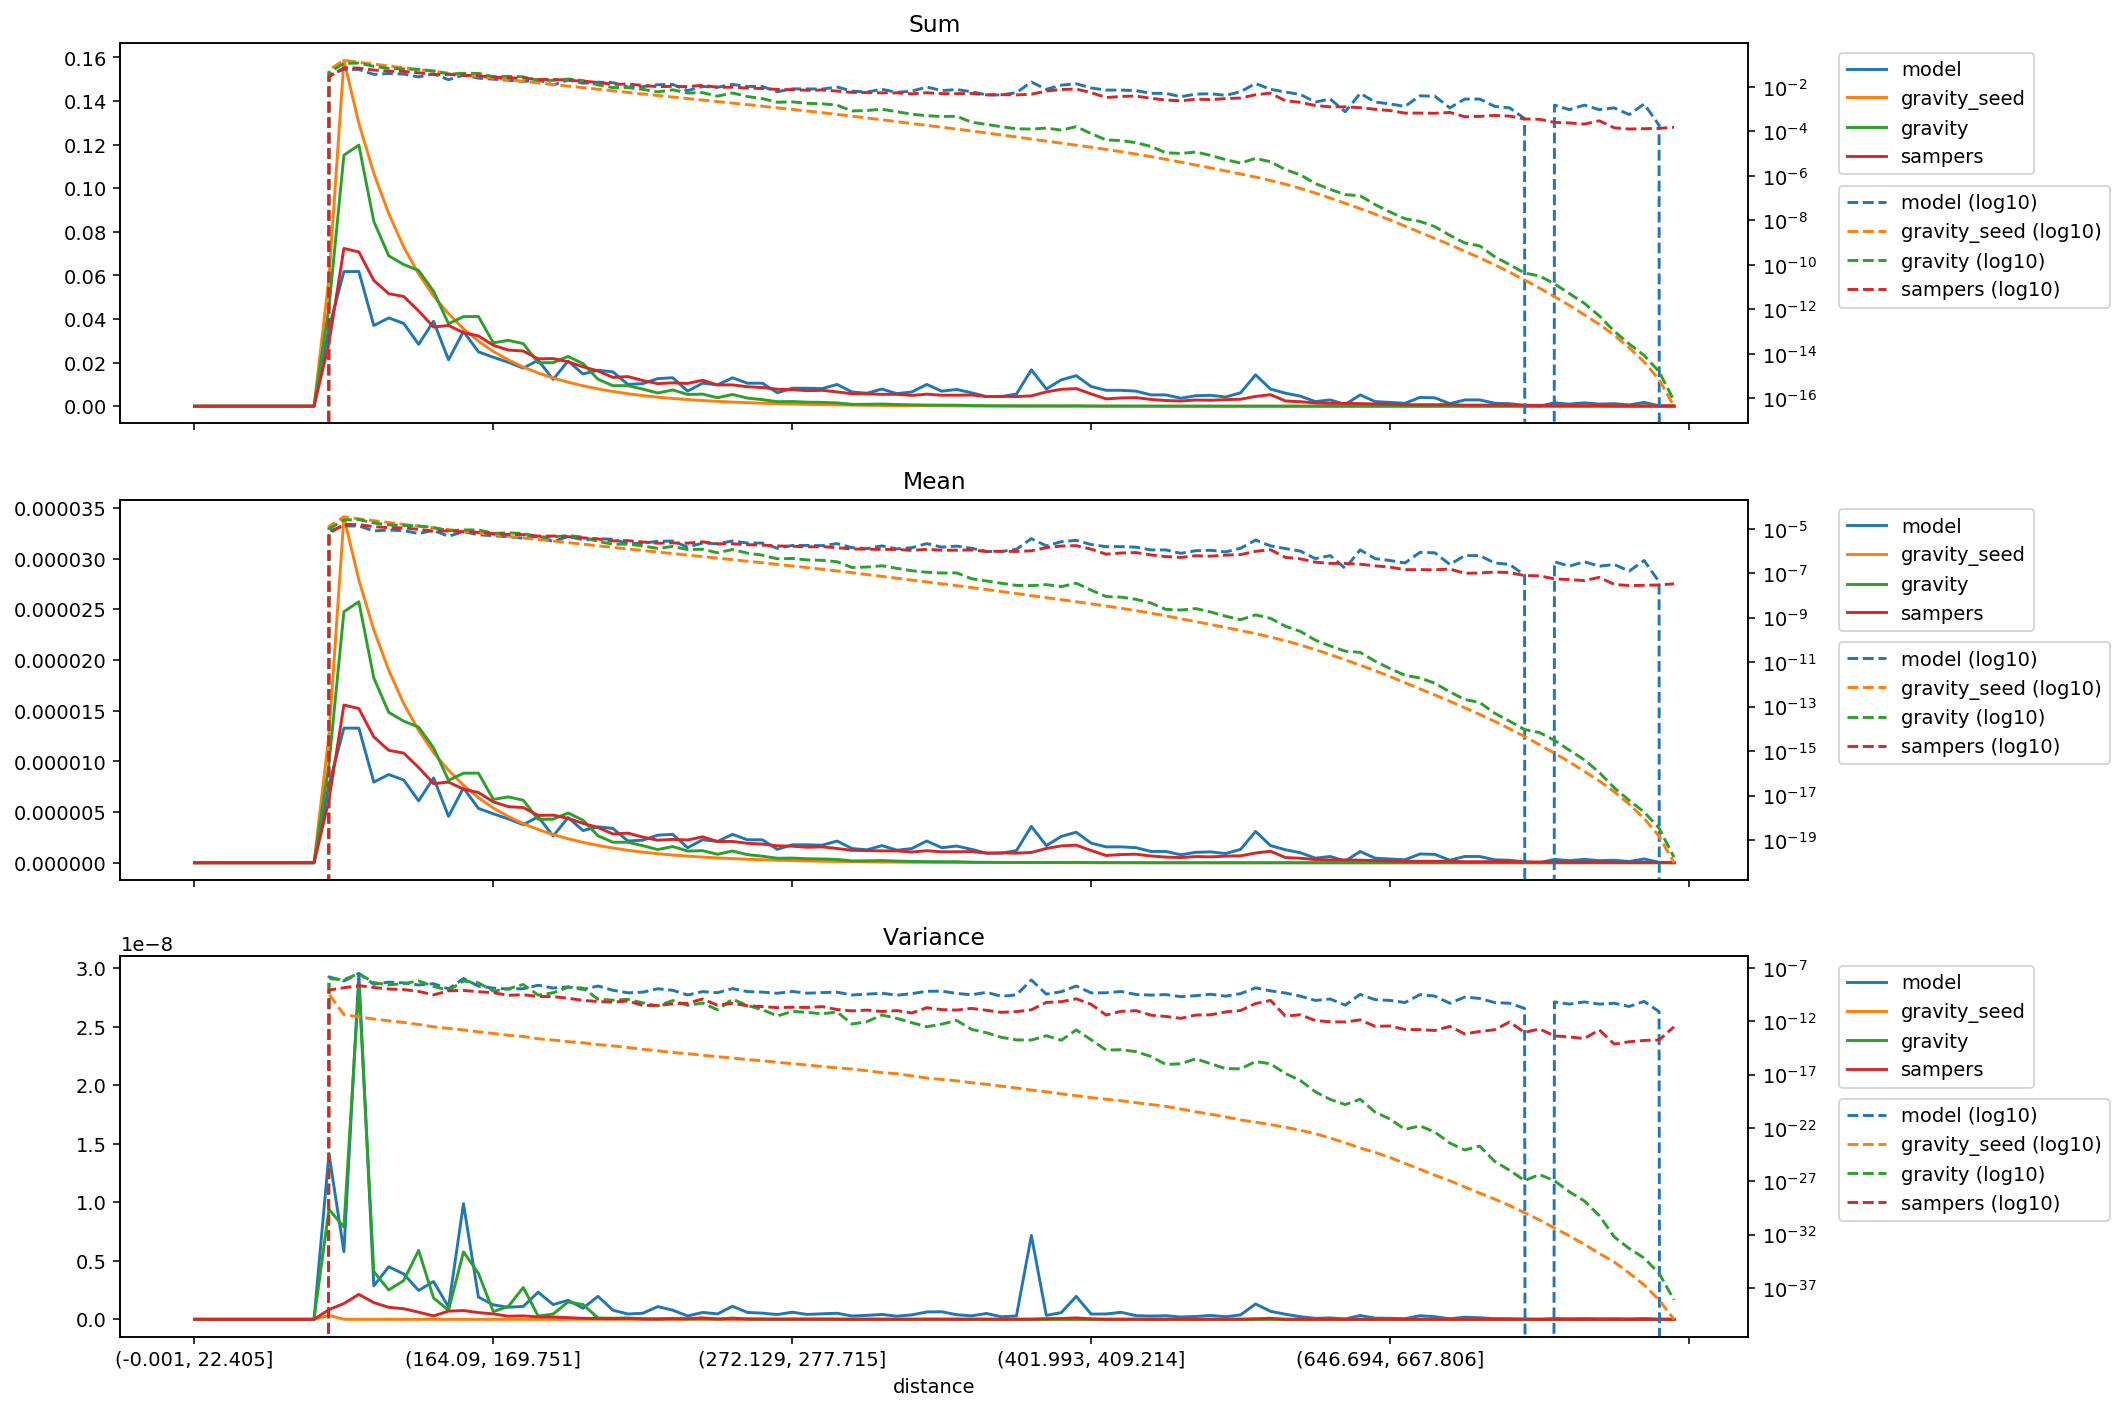 Sum
0.16
0.14
0.12
0.10
0.08
0.06
0.04
0.02
0.00
10⁻²
10⁻⁴
10⁻⁶
10⁻⁸
10⁻¹⁰
10⁻¹²
10⁻¹⁴
10⁻¹⁶
model
gravity_seed
gravity
sampers
model (log10)
gravity_seed (log10)
gravity (log10)
sampers (log10)
Mean
0.000035
0.000030
0.000025
0.000020
0.000015
0.000010
0.000005
0.000000
10⁻⁵
10⁻⁷
10⁻⁹
10⁻¹¹
10⁻¹³
10⁻¹⁵
10⁻¹⁷
10⁻¹⁹
model
gravity_seed
gravity
sampers
model (log10)
gravity_seed (log10)
gravity (log10)
sampers (log10)
Variance
1e−8
3.0
2.5
2.0
1.5
1.0
0.5
0.0
10⁻⁷
10⁻¹²
10⁻¹⁷
10⁻²²
10⁻²⁷
10⁻³²
10⁻³⁷
model
gravity_seed
gravity
sampers
model (log10)
gravity_seed (log10)
gravity (log10)
sampers (log10)
(-0.001, 22.405] (164.09, 169.751] (272.129, 277.715] (401.993, 409.214] (646.694, 667.806]
distance